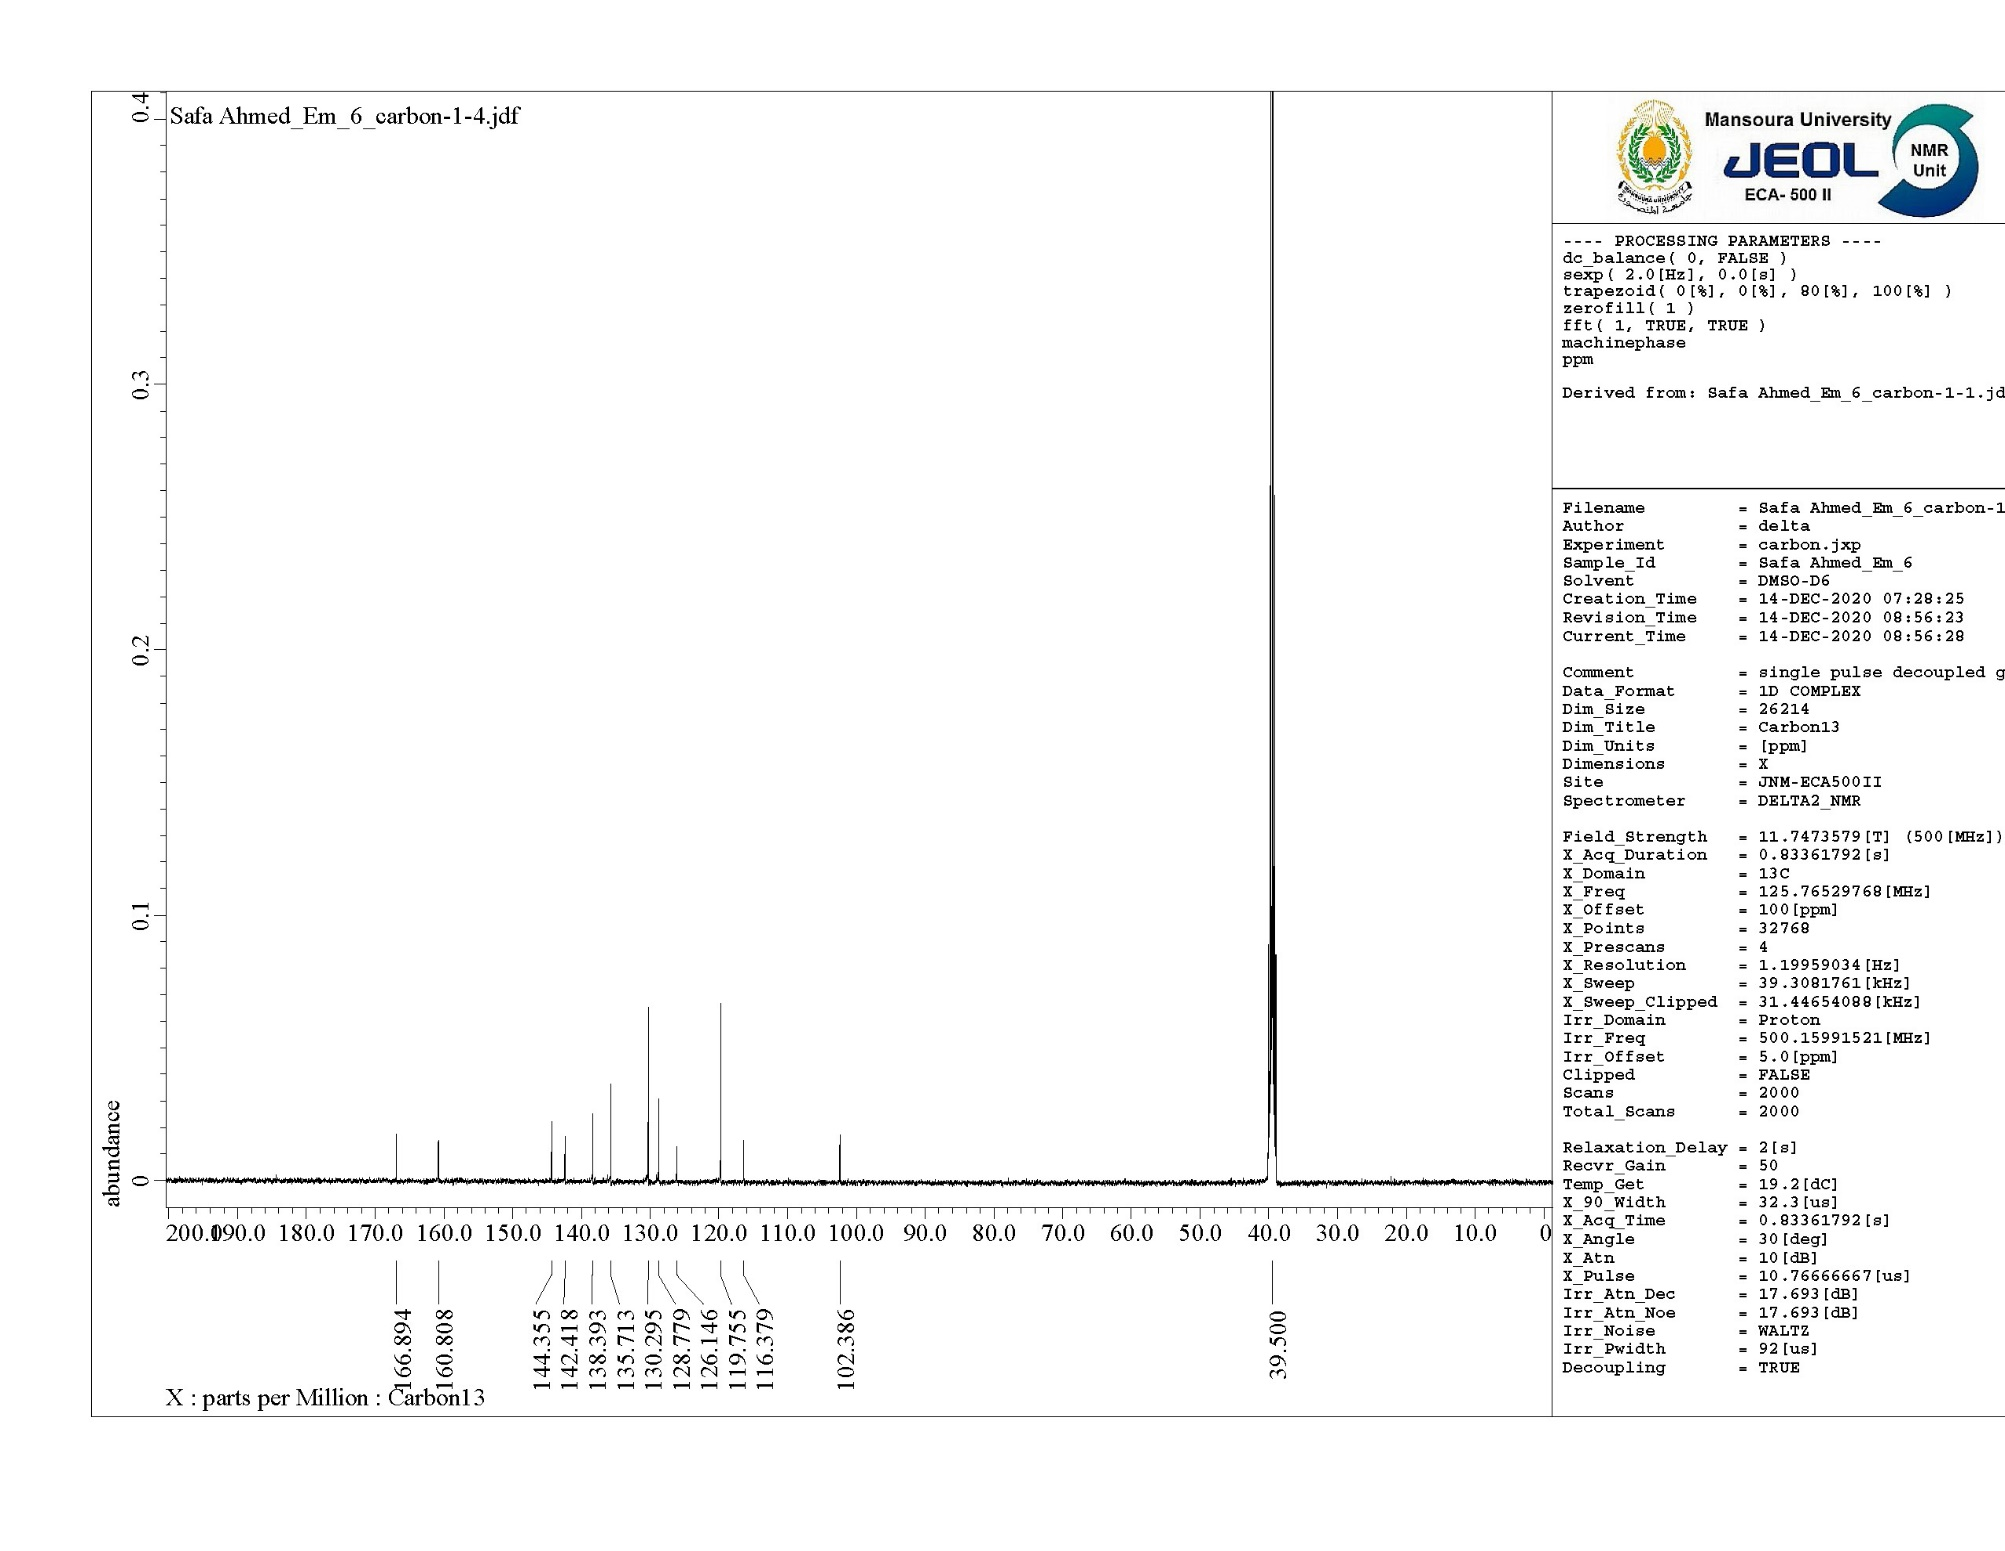 Safa Ahmed_Em_6_carbon-1-4.jdf
abundance
0.4
0.3
0.2
0.1
0
200.0 190.0 180.0 170.0 160.0 150.0 140.0 130.0 120.0 110.0 100.0 90.0 80.0 70.0 60.0 50.0 40.0 30.0 20.0 10.0 0
166.894
160.808
144.355
142.418
138.393
135.713
130.295
128.779
126.146
119.755
116.379
102.386
39.500
X : parts per Million : Carbon13
Mansoura University
JEOL
ECA- 500 II
NMR
Unit
---- PROCESSING PARAMETERS ----
dc_balance( 0, FALSE )
sexp( 2.0[Hz], 0.0[s] )
trapezoid( 0[%], 0[%], 80[%], 100[%] )
zerofill( 1 )
fft( 1, TRUE, TRUE )
machinephase
ppm
Derived from: Safa Ahmed_Em_6_carbon-1-1.jd
Filename = Safa Ahmed_Em_6_carbon-1
Author = delta
Experiment = carbon.jxp
Sample_Id = Safa Ahmed_Em_6
Solvent = DMSO-D6
Creation_Time = 14-DEC-2020 07:28:25
Revision_Time = 14-DEC-2020 08:56:23
Current_Time = 14-DEC-2020 08:56:28
Comment = single pulse decoupled g
Data_Format = 1D COMPLEX
Dim_Size = 26214
Dim_Title = Carbon13
Dim_Units = [ppm]
Dimensions = X
Site = JNM-ECA500II
Spectrometer = DELTA2_NMR
Field_Strength = 11.7473579[T] (500[MHz])
X_Acq_Duration = 0.83361792[s]
X_Domain = 13C
X_Freq = 125.76529768[MHz]
X_Offset = 100[ppm]
X_Points = 32768
X_Prescans = 4
X_Resolution = 1.19959034[Hz]
X_Sweep = 39.3081761[kHz]
X_Sweep_Clipped = 31.44654088[kHz]
Irr_Domain = Proton
Irr_Freq = 500.15991521[MHz]
Irr_Offset = 5.0[ppm]
Clipped = FALSE
Scans = 2000
Total_Scans = 2000
Relaxation_Delay = 2[s]
Recvr_Gain = 50
Temp_Get = 19.2[dC]
X_90_Width = 32.3[us]
X_Acq_Time = 0.83361792[s]
X_Angle = 30[deg]
X_Atn = 10[dB]
X_Pulse = 10.76666667[us]
Irr_Atn_Dec = 17.693[dB]
Irr_Atn_Noe = 17.693[dB]
Irr_Noise = WALTZ
Irr_Pwidth = 92[us]
Decoupling = TRUE